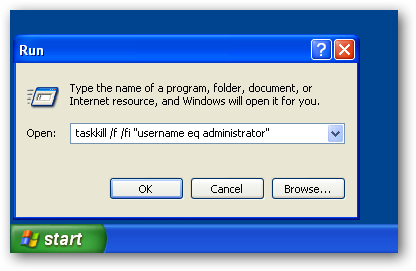 Run
Type the name of a program, folder, document, or
Internet resource, and Windows will open it for you.
Open: taskkill /f /fi "username eq administrator"
OK Cancel Browse...
start